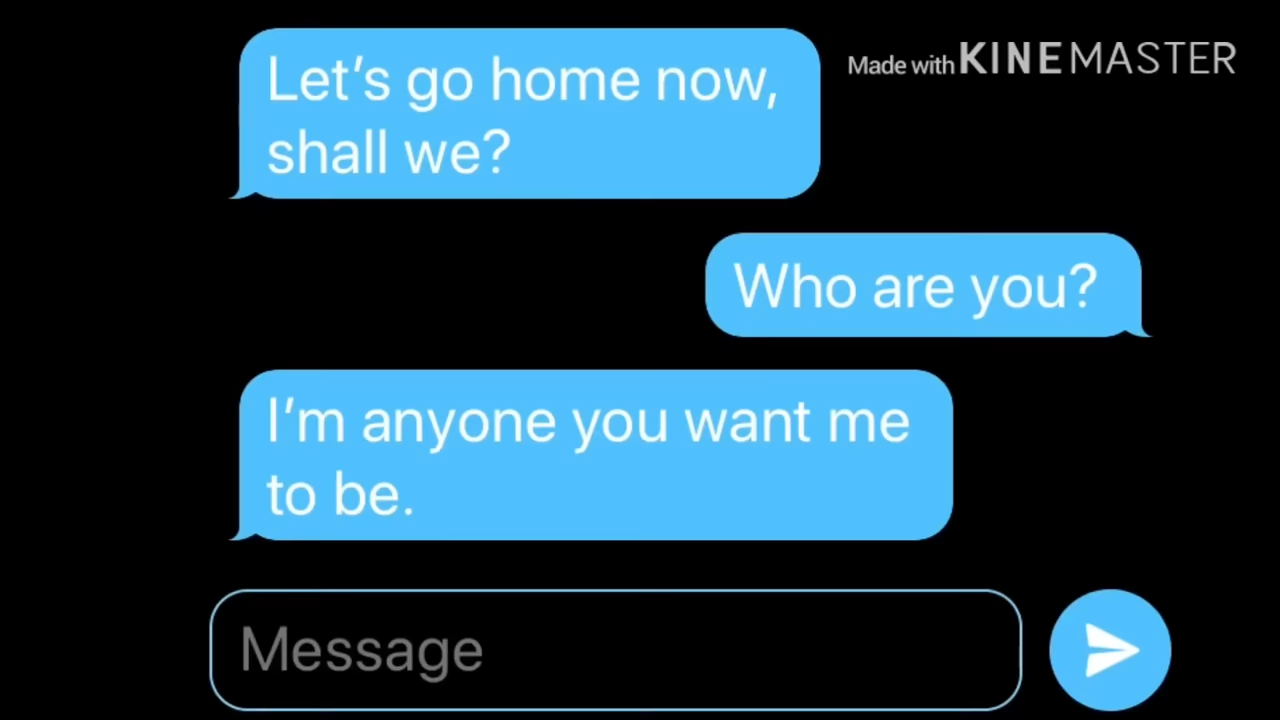 Let’s go home now,
shall we?
Made with KINEMASTER
Who are you?
I’m anyone you want me
to be.
Message